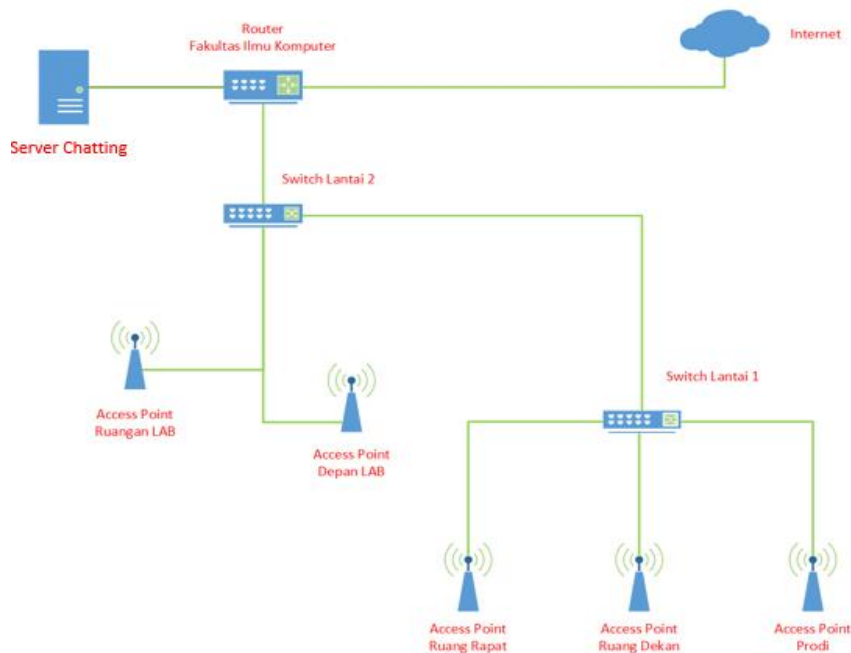 Router
Fakultas Ilmu Komputer
Internet
Server Chatting
Switch Lantai 2
Switch Lantai 1
Access Point
Ruangan LAB
Access Point
Depan LAB
Access Point
Ruang Rapat
Access Point
Ruang Dekan
Access Point
Prodi